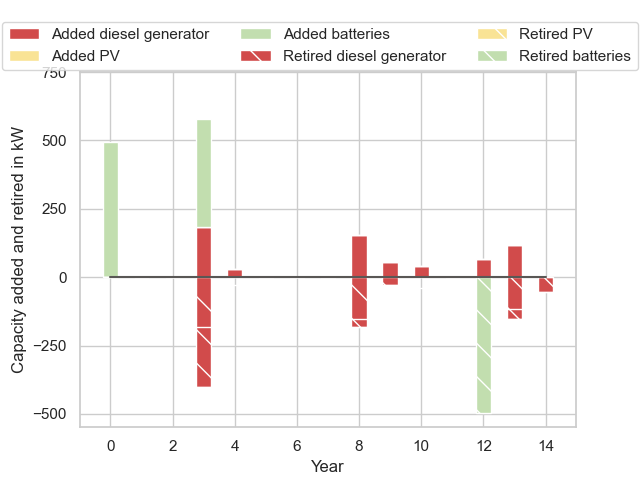 Added diesel generator Added batteries Retired PV
Added PV Retired diesel generator Retired batteries
750
500
250
0
−250
−500
Capacity added and retired in kW
0 2 4 6 8 10 12 14
Year